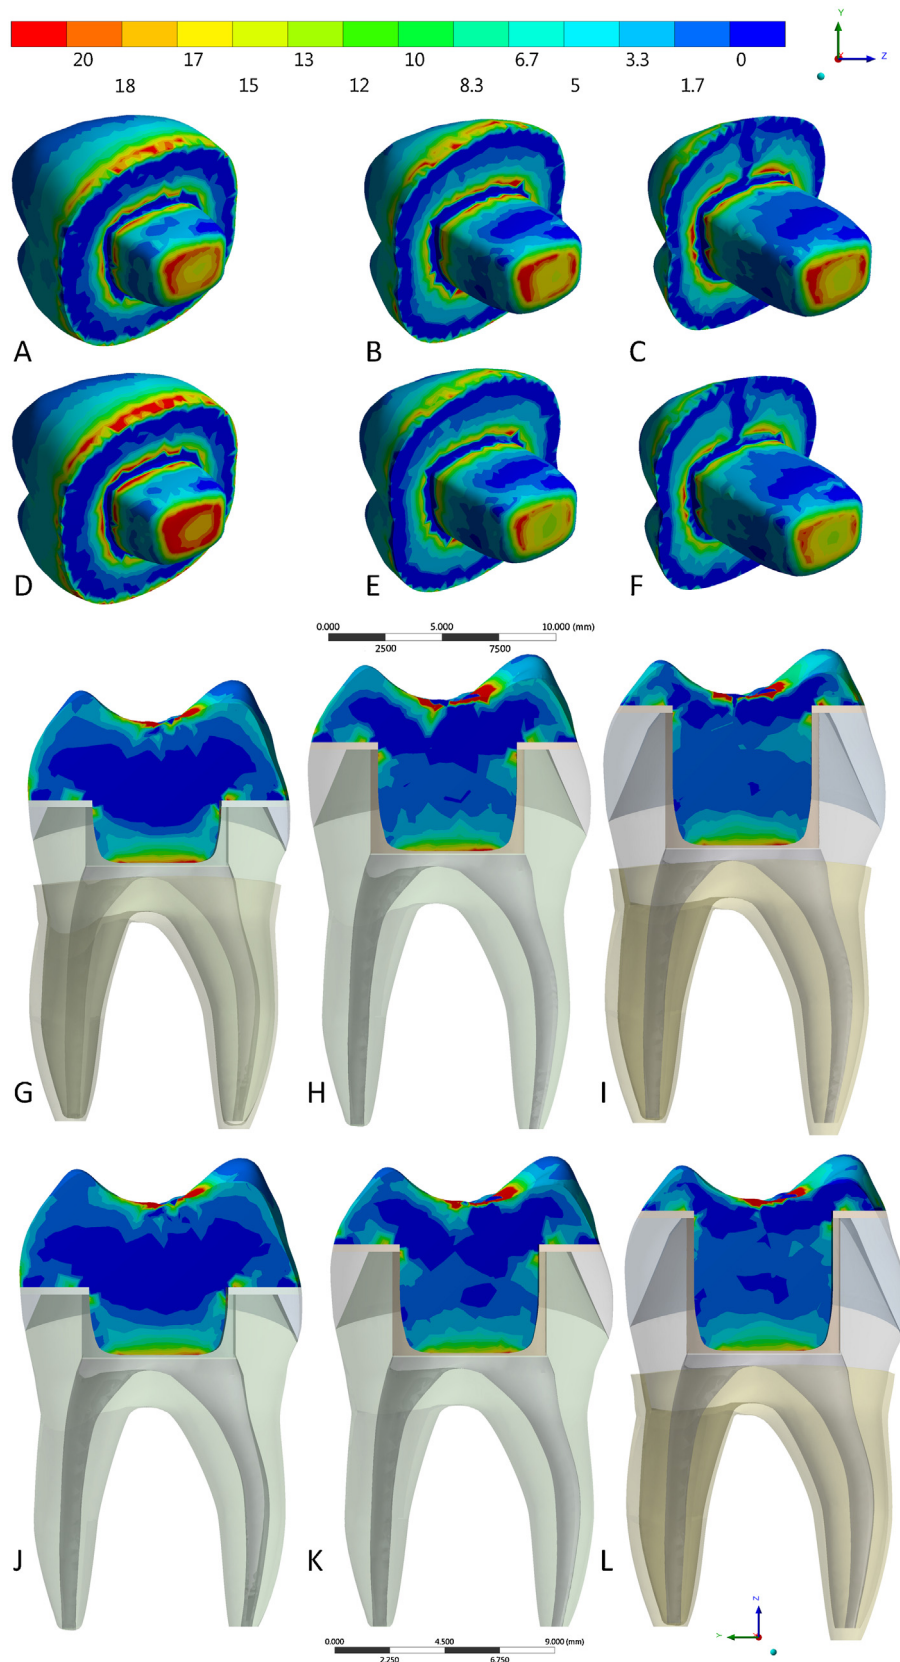 20 17 13 10 6.7 3.3 0
18 15 12 8.3 5 1.7
Y
Z
A B C
D E F
0.000 5.000 10.000 (mm)
2500 7500
G H I
J K L
Z
Y
0.000 4.500 9.000 (mm)
2.250 6.750